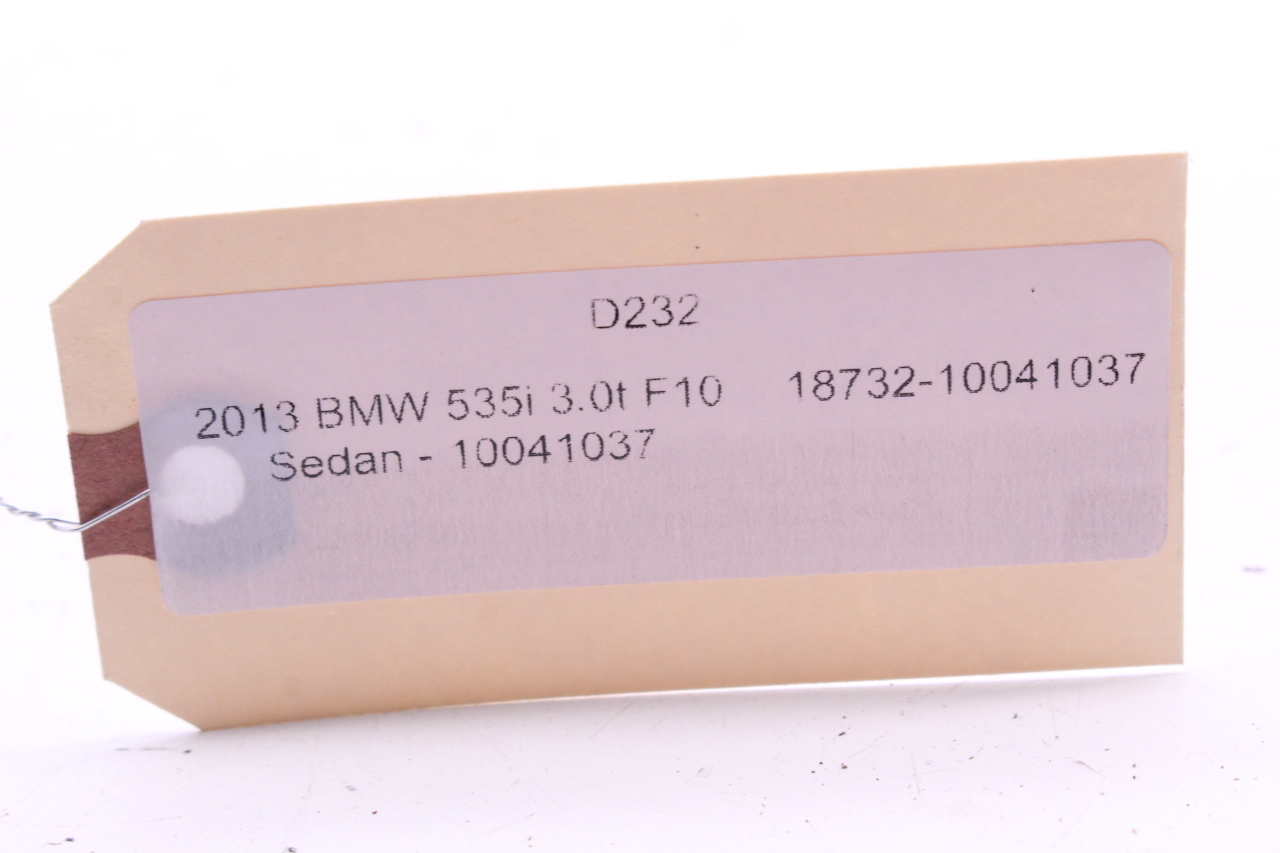 D232
2013 BMW 535i 3.0t F10 18732-10041037
Sedan - 10041037